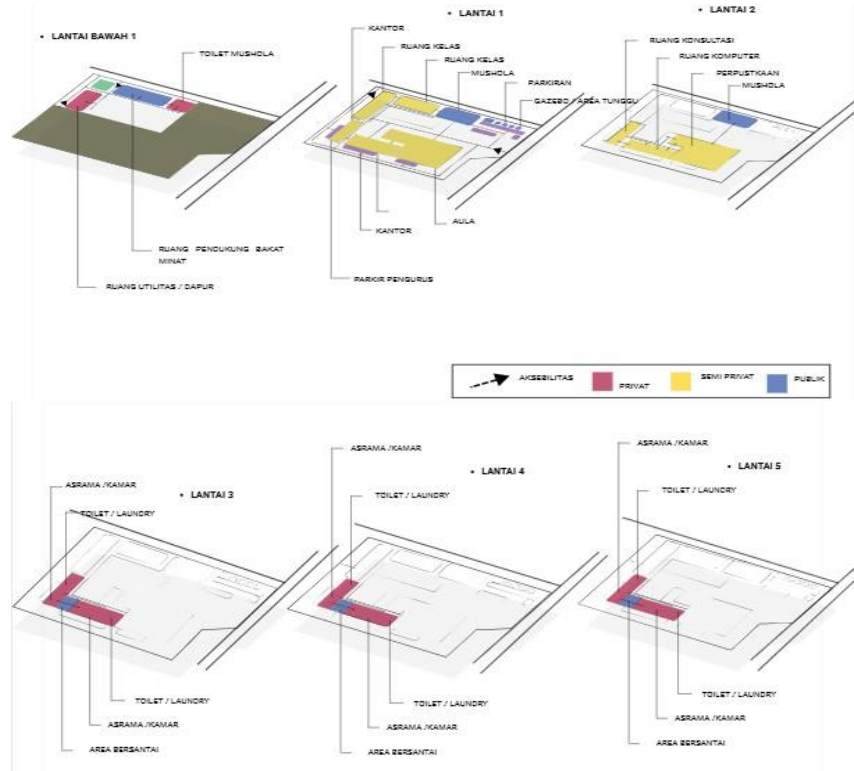 • LANTAI BAWAH 1
TOILET MUSHOLA
RUANG PENDUKUNG BAKAT
MINAT
RUANG UTILITAS / DAPUR
• LANTAI 1
KANTOR
RUANG KELAS
RUANG KELAS
MUSHOLA
PARKIRAN
GAZEBO / AREA TUNGGU
AULA
KANTOR
PARKIR PENGURUS
• LANTAI 2
RUANG KONSULTASI
RUANG KOMPUTER
PERPUSTKAAN
MUSHOLA
AKSEBILITAS
PRIVAT
SEMI PRIVAT
PUBLIK
• LANTAI 3
ASRAMA /KAMAR
TOILET / LAUNDRY
TOILET / LAUNDRY
ASRAMA /KAMAR
AREA BERSANTAI
• LANTAI 4
ASRAMA /KAMAR
TOILET / LAUNDRY
TOILET / LAUNDRY
ASRAMA /KAMAR
AREA BERSANTAI
• LANTAI 5
ASRAMA /KAMAR
TOILET / LAUNDRY
TOILET / LAUNDRY
ASRAMA /KAMAR
AREA BERSANTAI